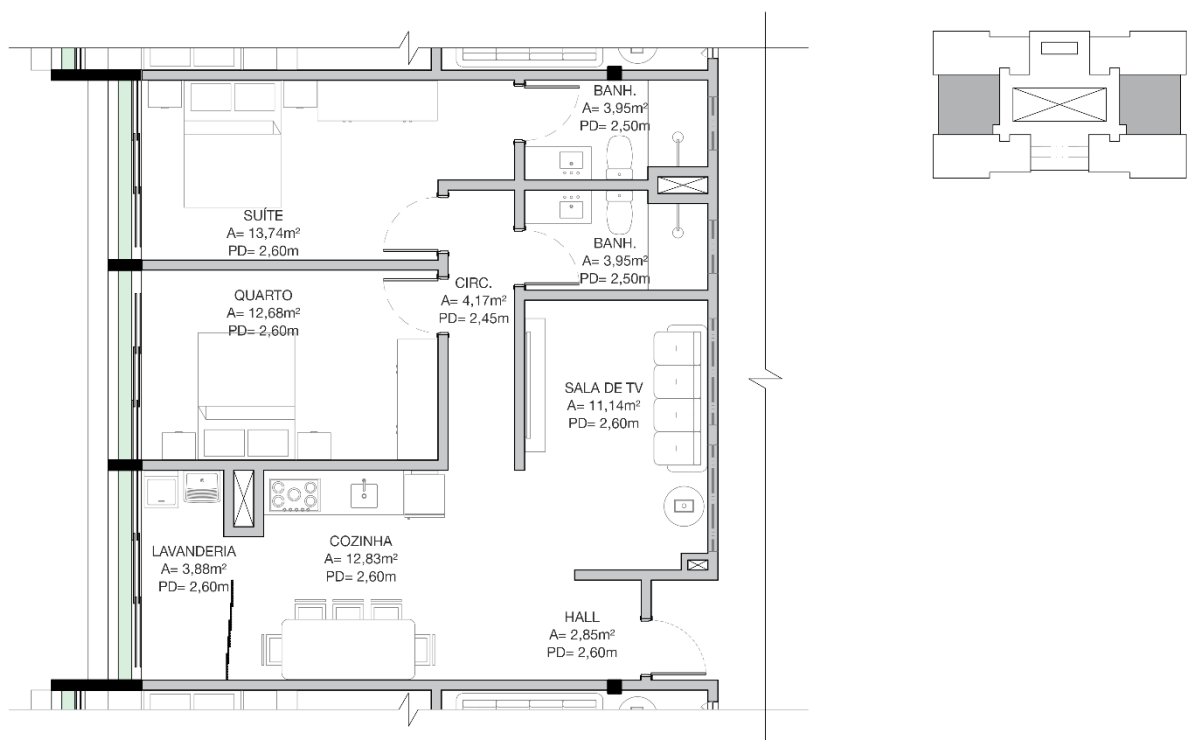 BANH.
A= 3,95m²
PD= 2,50m
SUÍTE
A= 13,74m²
PD= 2,60m
BANH.
A= 3,95m²
PD= 2,50m
CIRC.
A= 4,17m²
PD= 2,45m
QUARTO
A= 12,68m²
PD= 2,60m
SALA DE TV
A= 11,14m²
PD= 2,60m
LAVANDERIA
A= 3,88m²
PD= 2,60m
COZINHA
A= 12,83m²
PD= 2,60m
HALL
A= 2,85m²
PD= 2,60m